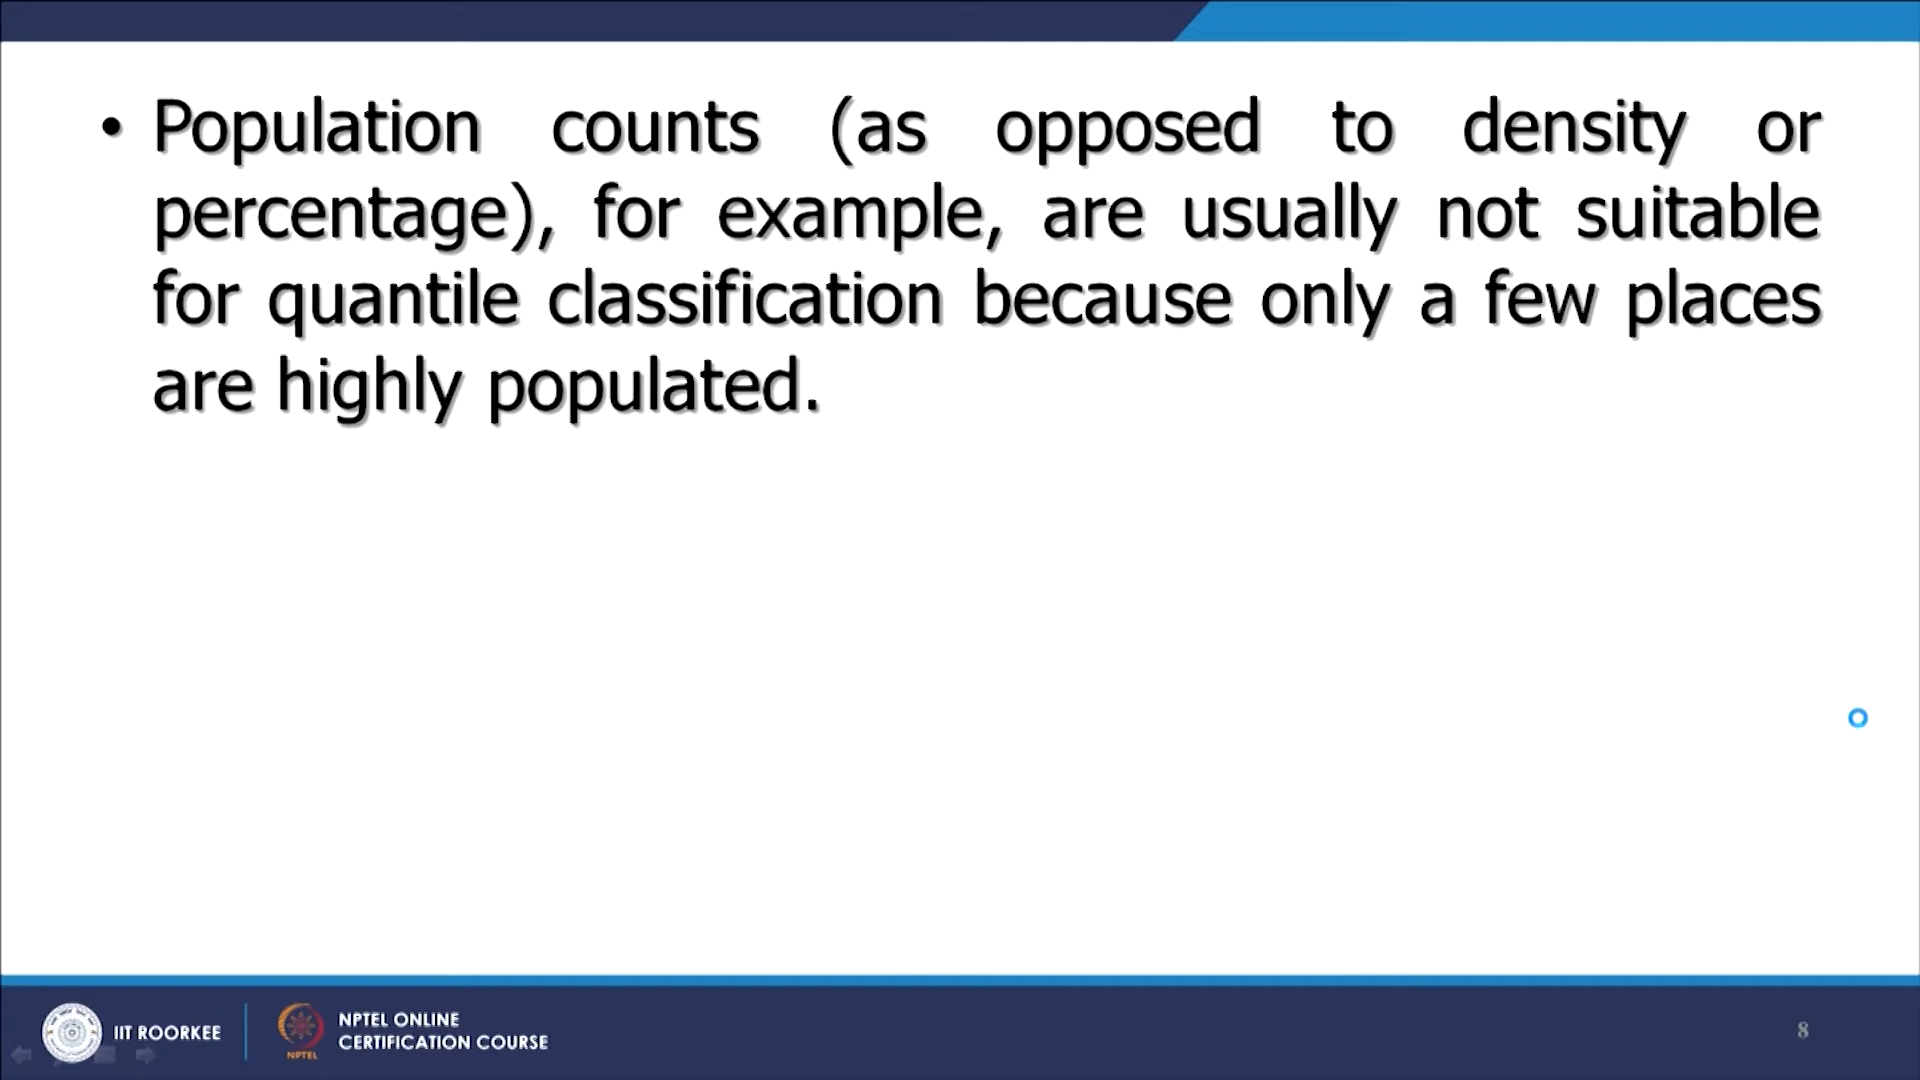 • Population counts (as opposed to density or
percentage), for example, are usually not suitable
for quantile classification because only a few places
are highly populated.
IIT ROORKEE
NPTEL
NPTEL ONLINE
CERTIFICATION COURSE
8